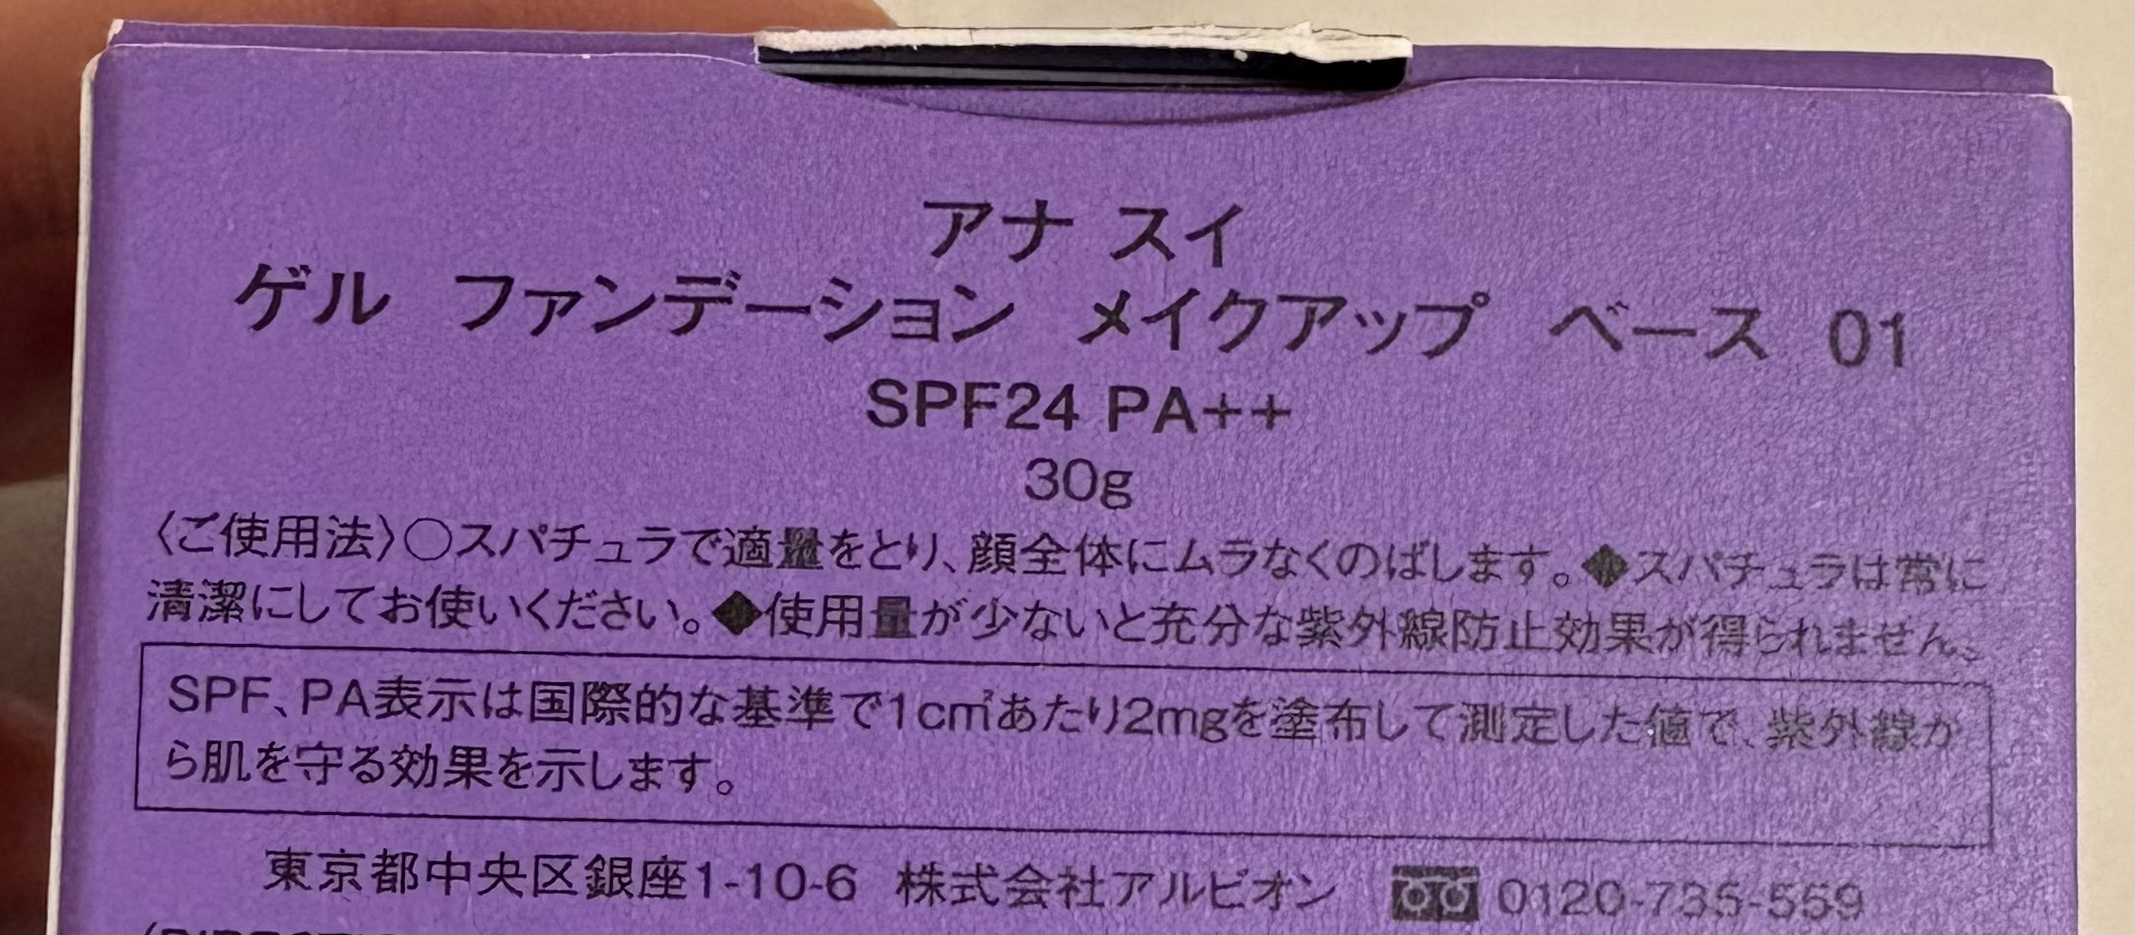 アナ スイ
ゲル ファンデーション メイクアップ ベース 01
SPF24 PA++
30g
〈ご使用法〉○スパチュラで適量をとり、顔全体にムラなくのばします。◆スパチュラは常に
清潔にしてお使いください。◆使用量が少ないと充分な紫外線防止効果が得られません。
SPF、PA表示は国際的な基準で1c㎡あたり2mgを塗布して測定した値で、紫外線か
ら肌を守る効果を示します。
東京都中央区銀座1-10-6 株式会社アルビオン 0120-735-559